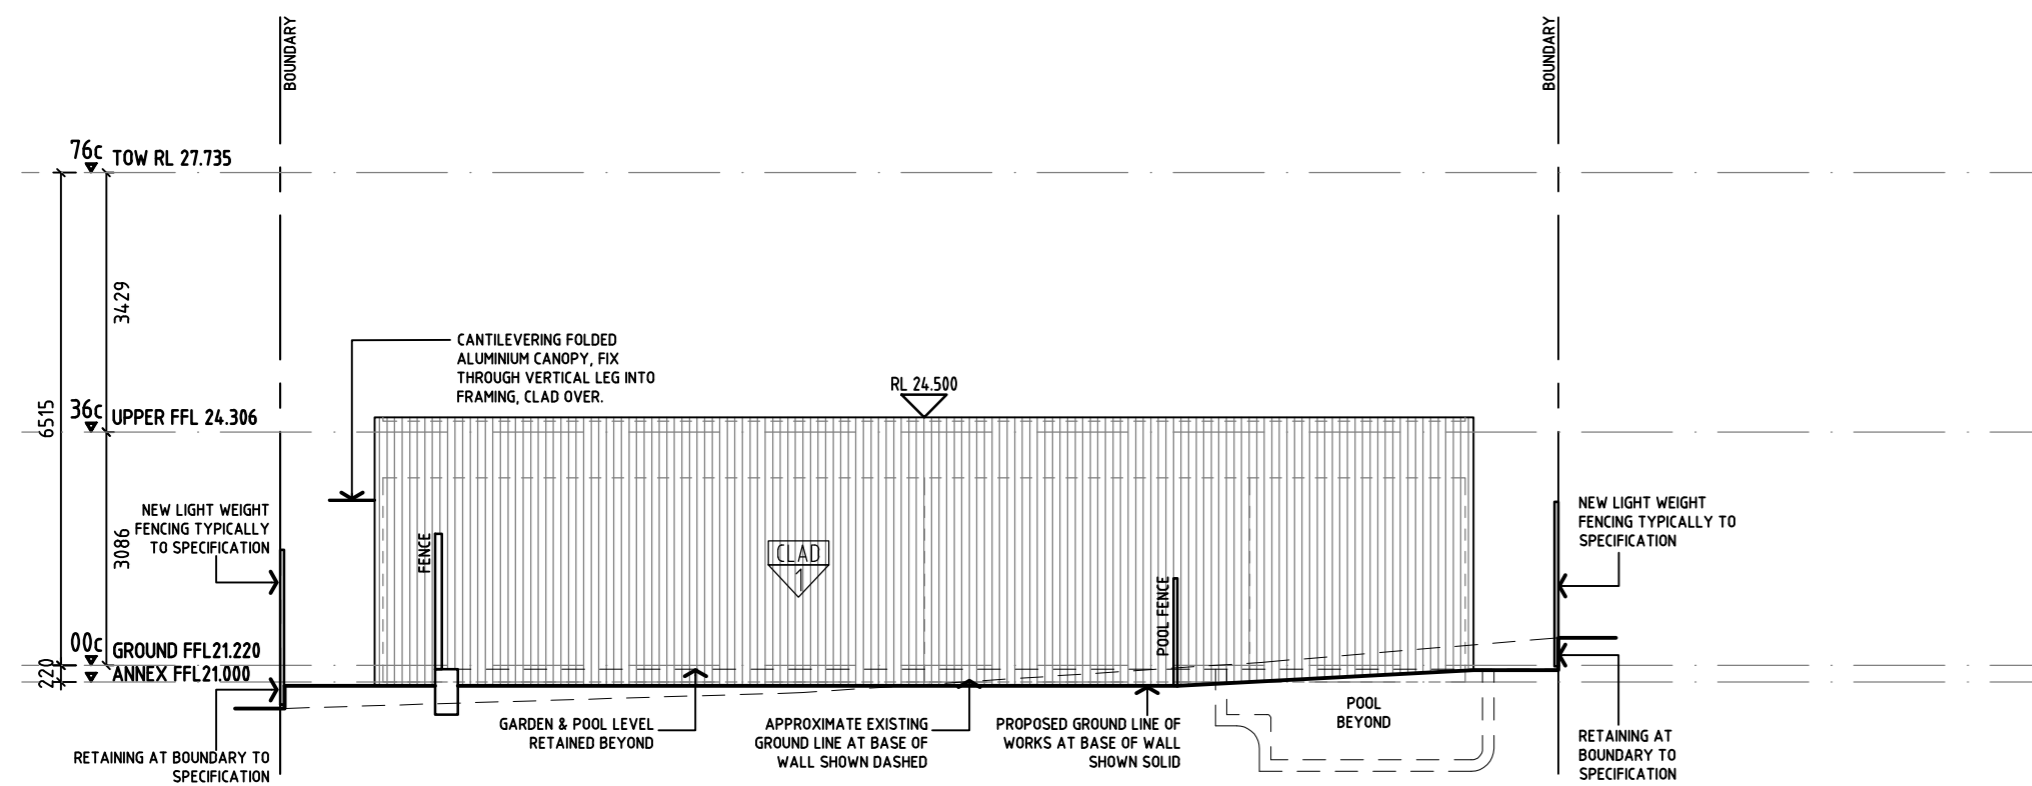 BOUNDARY
BOUNDARY
76c
TOW RL 27.735
3429
6515
CANTILEVERING FOLDED
ALUMINIUM CANOPY, FIX
THROUGH VERTICAL LEG INTO
FRAMING, CLAD OVER.
RL 24.500
36c
UPPER FFL 24.306
NEW LIGHT WEIGHT
FENCING TYPICALLY
TO SPECIFICATION
3086
FENCE
CLAD
1
POOL FENCE
NEW LIGHT WEIGHT
FENCING TYPICALLY TO
SPECIFICATION
00c
GROUND FFL21.220
220
ANNEX FFL21.000
RETAINING AT BOUNDARY TO
SPECIFICATION
GARDEN & POOL LEVEL
RETAINED BEYOND
APPROXIMATE EXISTING
GROUND LINE AT BASE OF
WALL SHOWN DASHED
PROPOSED GROUND LINE OF
WORKS AT BASE OF WALL
SHOWN SOLID
POOL
BEYOND
RETAINING AT
BOUNDARY TO
SPECIFICATION